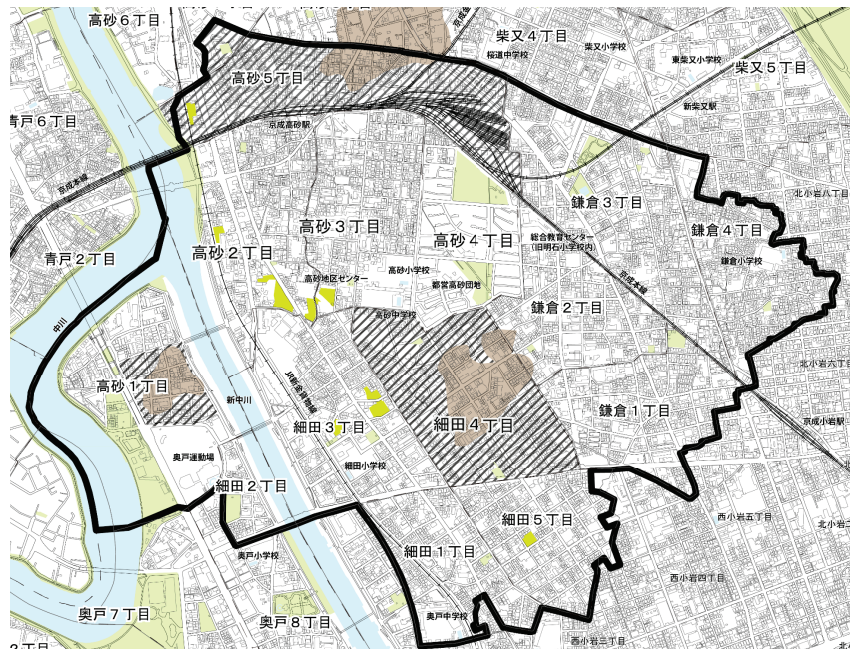 高砂6丁目
柴又4丁目
柴又小学校
桜道中学校
東柴又小学校
柴又5丁目
高砂5丁目
京成金
新柴又駅
青戸6丁目
京成高砂駅
京成本線
北小岩八丁目
鎌倉3丁目
鎌倉4丁目
高砂3丁目
高砂2丁目
高砂4丁目
総合教育センター
(旧明石小学校内)
鎌倉小学校
青戸2丁目
高砂地区センター
高砂小学校
都営高砂団地
京成本線
中川
高砂中学校
鎌倉2丁目
北小岩六丁目
高砂1丁目
新中川
JR新金貨物線
細田3丁目
細田4丁目
鎌倉1丁目
京成小岩駅
奥戸運動場
細田小学校
細田2丁目
細田5丁目
西小岩五丁目
北小岩二
奥戸小学校
細田1丁目
西小岩四丁目
奥戸7丁目
奥戸8丁目
奥戸中学校
西小岩三丁目
2丁目